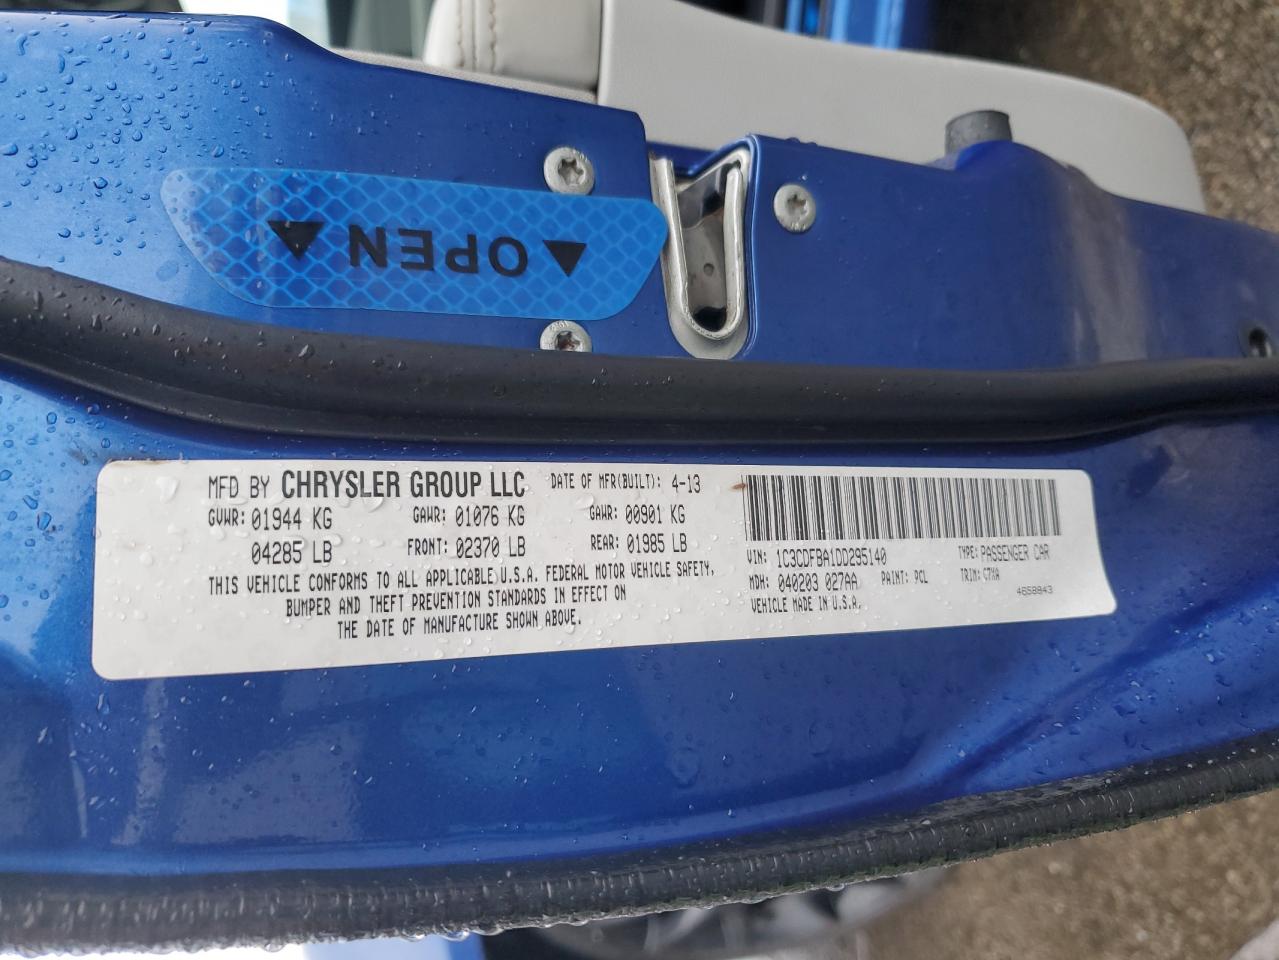 OPEN
MFD BY CHRYSLER GROUP LLC DATE OF MFR(BUILT): 4-13
GVWR: 01944 KG GAWR: 01076 KG GAWR: 00901 KG
04285 LB FRONT: 02370 LB REAR: 01985 LB
THIS VEHICLE CONFORMS TO ALL APPLICABLE U.S.A. FEDERAL MOTOR VEHICLE SAFETY,
BUMPER AND THEFT PREVENTION STANDARDS IN EFFECT ON
THE DATE OF MANUFACTURE SHOWN ABOVE.
VIN: 1C3CDFBA1DD295140 TYPE: PASSENGER CAR
MDH: 040203 027AA PAINT: PCL TRIM: C7XA
VEHICLE MADE IN U.S.A. 4658843